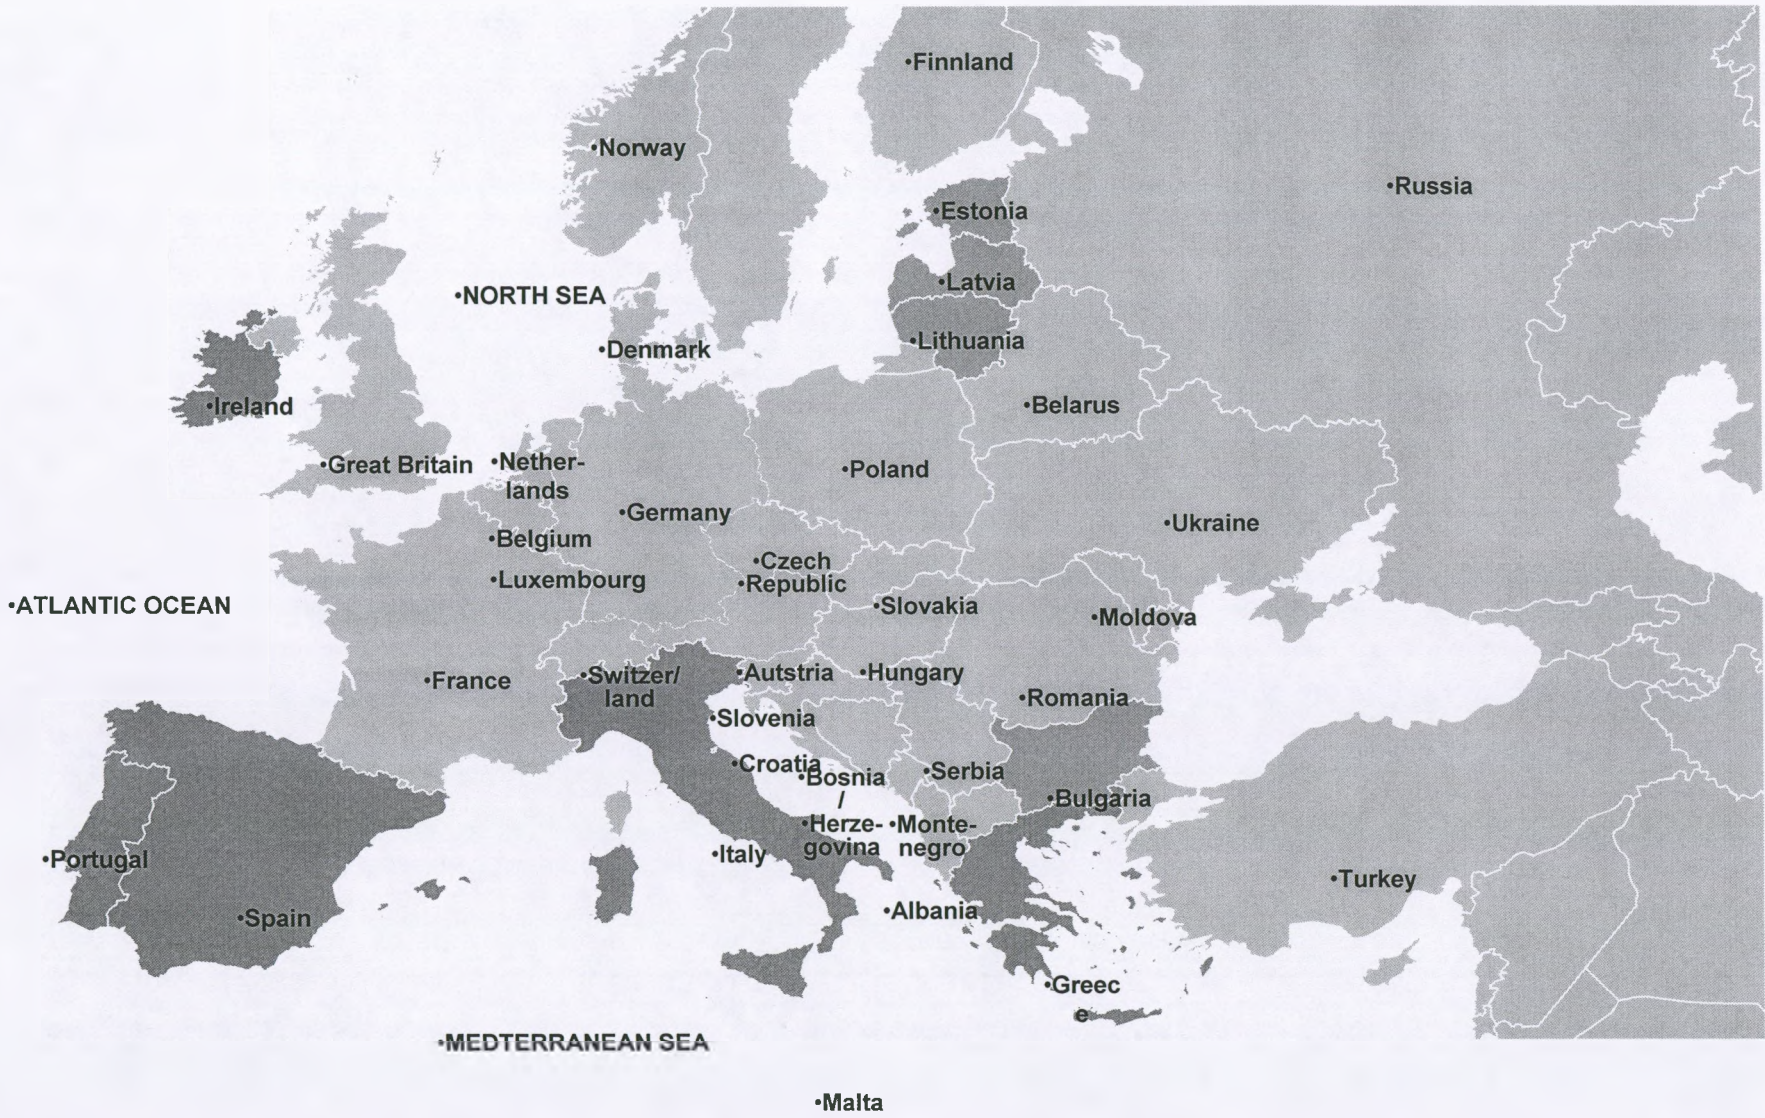 •Finnland
•Norway
•Russia
•Estonia
•Latvia
•NORTH SEA
•Lithuania
•Denmark
•Ireland
•Belarus
•Great Britain
•Nether-
lands
•Poland
•Germany
•Ukraine
•Belgium
•Czech
•Republic
•Luxembourg
•ATLANTIC OCEAN
•Slovakia
•Moldova
•France
•Switzer/
land
•Autstria
•Hungary
•Romania
•Slovenia
•Croatia
•Bosnia
/
•Herze-
govina
•Serbia
•Bulgaria
•Monte-
negro
•Portugal
•Italy
•Turkey
•Spain
•Albania
•Greec
e
•MEDTERRANEAN SEA
•Malta